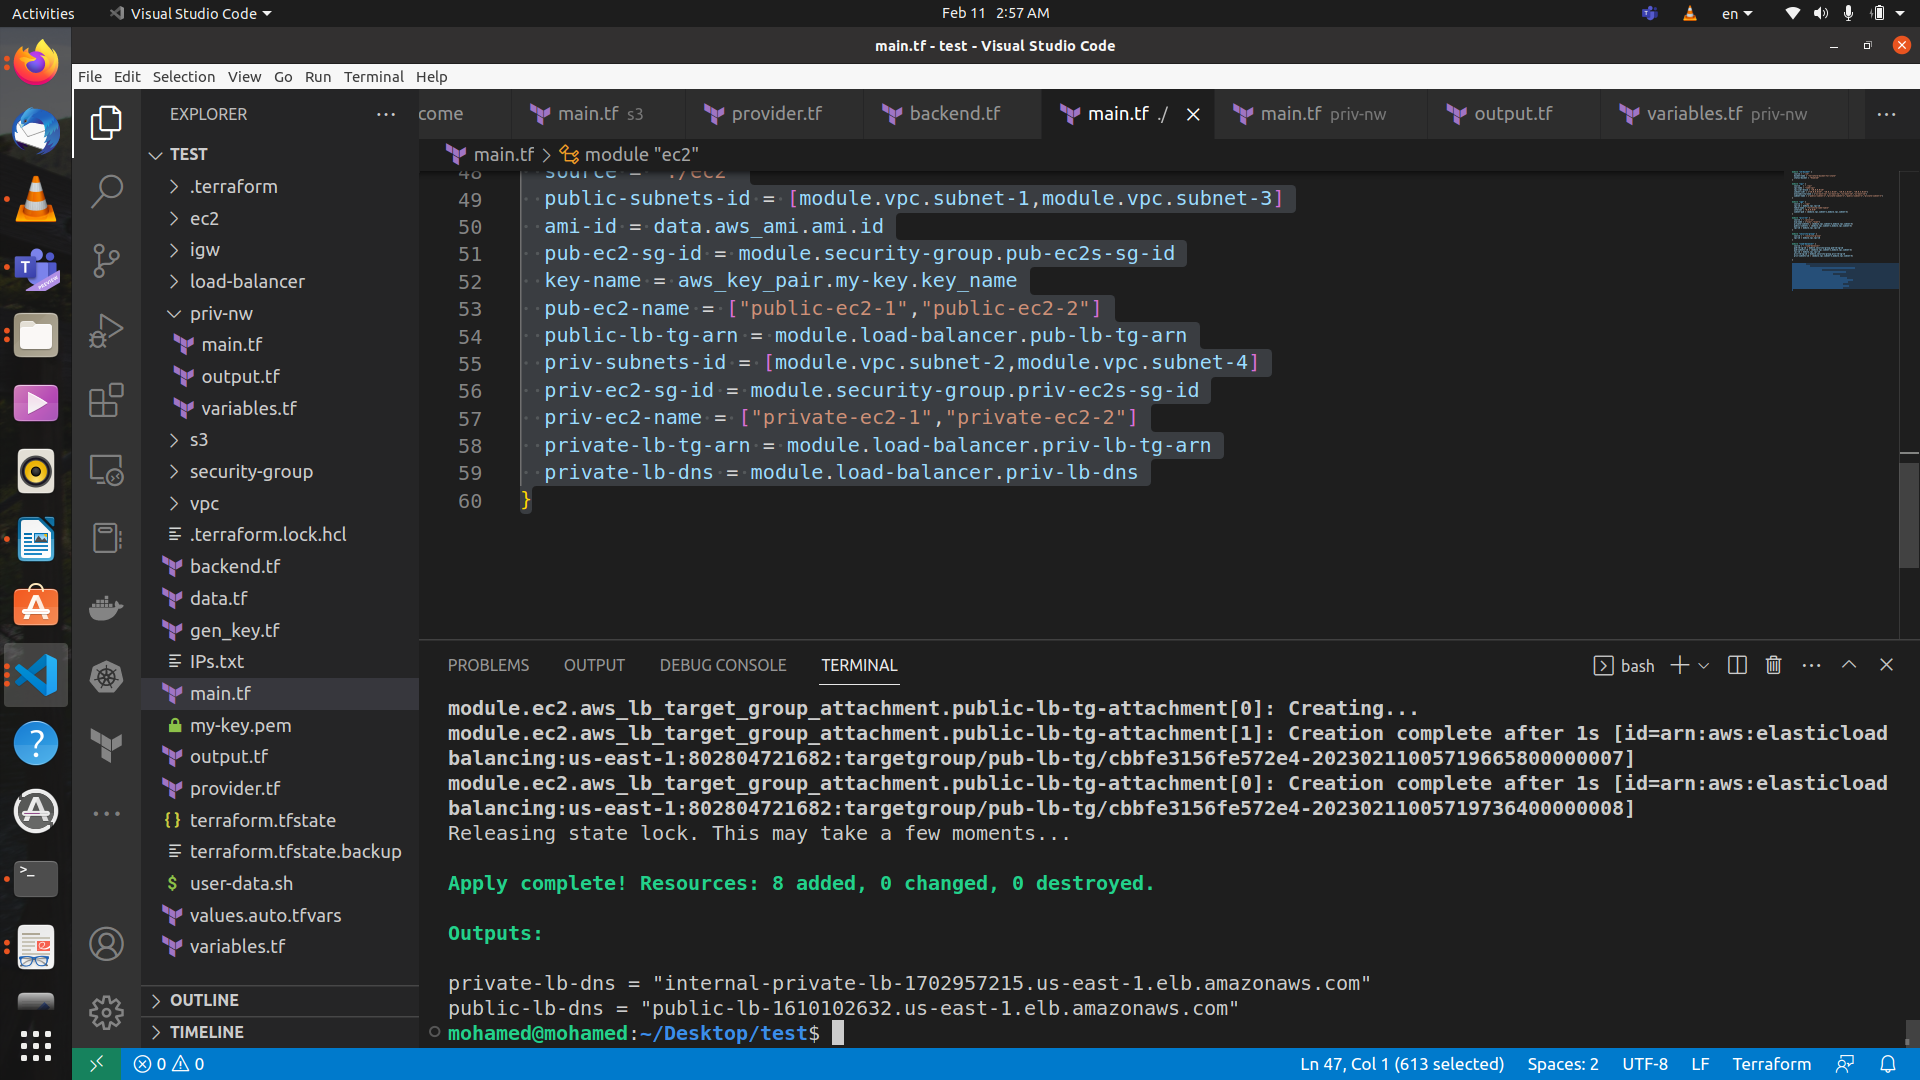 Activities
Visual Studio Code
Feb 11 2:57 AM
en
main.tf - test - Visual Studio Code
File Edit Selection View Go Run Terminal Help
EXPLORER
TEST
.terraform
ec2
igw
load-balancer
priv-nw
main.tf
output.tf
variables.tf
s3
security-group
vpc
.terraform.lock.hcl
backend.tf
data.tf
gen_key.tf
IPs.txt
main.tf
my-key.pem
output.tf
provider.tf
terraform.tfstate
terraform.tfstate.backup
user-data.sh
values.auto.tfvars
variables.tf
OUTLINE
TIMELINE
come
main.tf s3
provider.tf
backend.tf
main.tf ./
main.tf priv-nw
output.tf
variables.tf priv-nw
main.tf > module "ec2"
48 source = "./ec2"
49 public-subnets-id = [module.vpc.subnet-1,module.vpc.subnet-3]
50 ami-id = data.aws_ami.ami.id
51 pub-ec2-sg-id = module.security-group.pub-ec2s-sg-id
52 key-name = aws_key_pair.my-key.key_name
53 pub-ec2-name = ["public-ec2-1","public-ec2-2"]
54 public-lb-tg-arn = module.load-balancer.pub-lb-tg-arn
55 priv-subnets-id = [module.vpc.subnet-2,module.vpc.subnet-4]
56 priv-ec2-sg-id = module.security-group.priv-ec2s-sg-id
57 priv-ec2-name = ["private-ec2-1","private-ec2-2"]
58 private-lb-tg-arn = module.load-balancer.priv-lb-tg-arn
59 private-lb-dns = module.load-balancer.priv-lb-dns
60 }
PROBLEMS OUTPUT DEBUG CONSOLE TERMINAL
bash
module.ec2.aws_lb_target_group_attachment.public-lb-tg-attachment[0]: Creating...
module.ec2.aws_lb_target_group_attachment.public-lb-tg-attachment[1]: Creation complete after 1s [id=arn:aws:elasticload
balancing:us-east-1:802804721682:targetgroup/pub-lb-tg/cbbfe3156fe572e4-20230211005719665800000007]
module.ec2.aws_lb_target_group_attachment.public-lb-tg-attachment[0]: Creation complete after 1s [id=arn:aws:elasticload
balancing:us-east-1:802804721682:targetgroup/pub-lb-tg/cbbfe3156fe572e4-20230211005719736400000008]
Releasing state lock. This may take a few moments...
Apply complete! Resources: 8 added, 0 changed, 0 destroyed.
Outputs:
private-lb-dns = "internal-private-lb-1702957215.us-east-1.elb.amazonaws.com"
public-lb-dns = "public-lb-1610102632.us-east-1.elb.amazonaws.com"
mohamed@mohamed:~/Desktop/test$
0 0
Ln 47, Col 1 (613 selected) Spaces: 2 UTF-8 LF Terraform